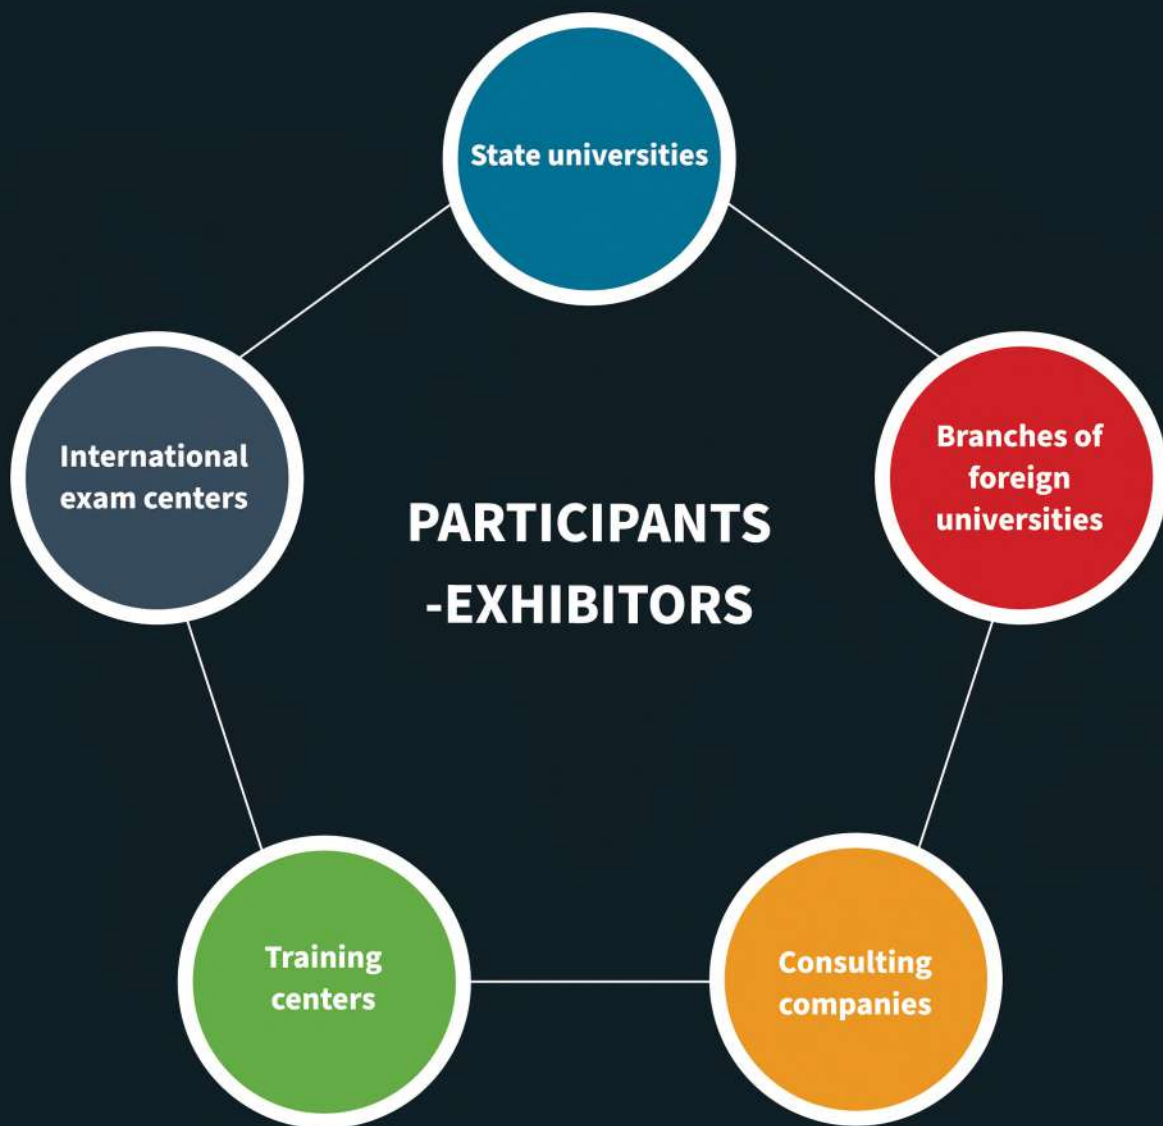 State universities
International
exam centers
Branches of
foreign
universities
PARTICIPANTS
-EXHIBITORS
Training
centers
Consulting
companies